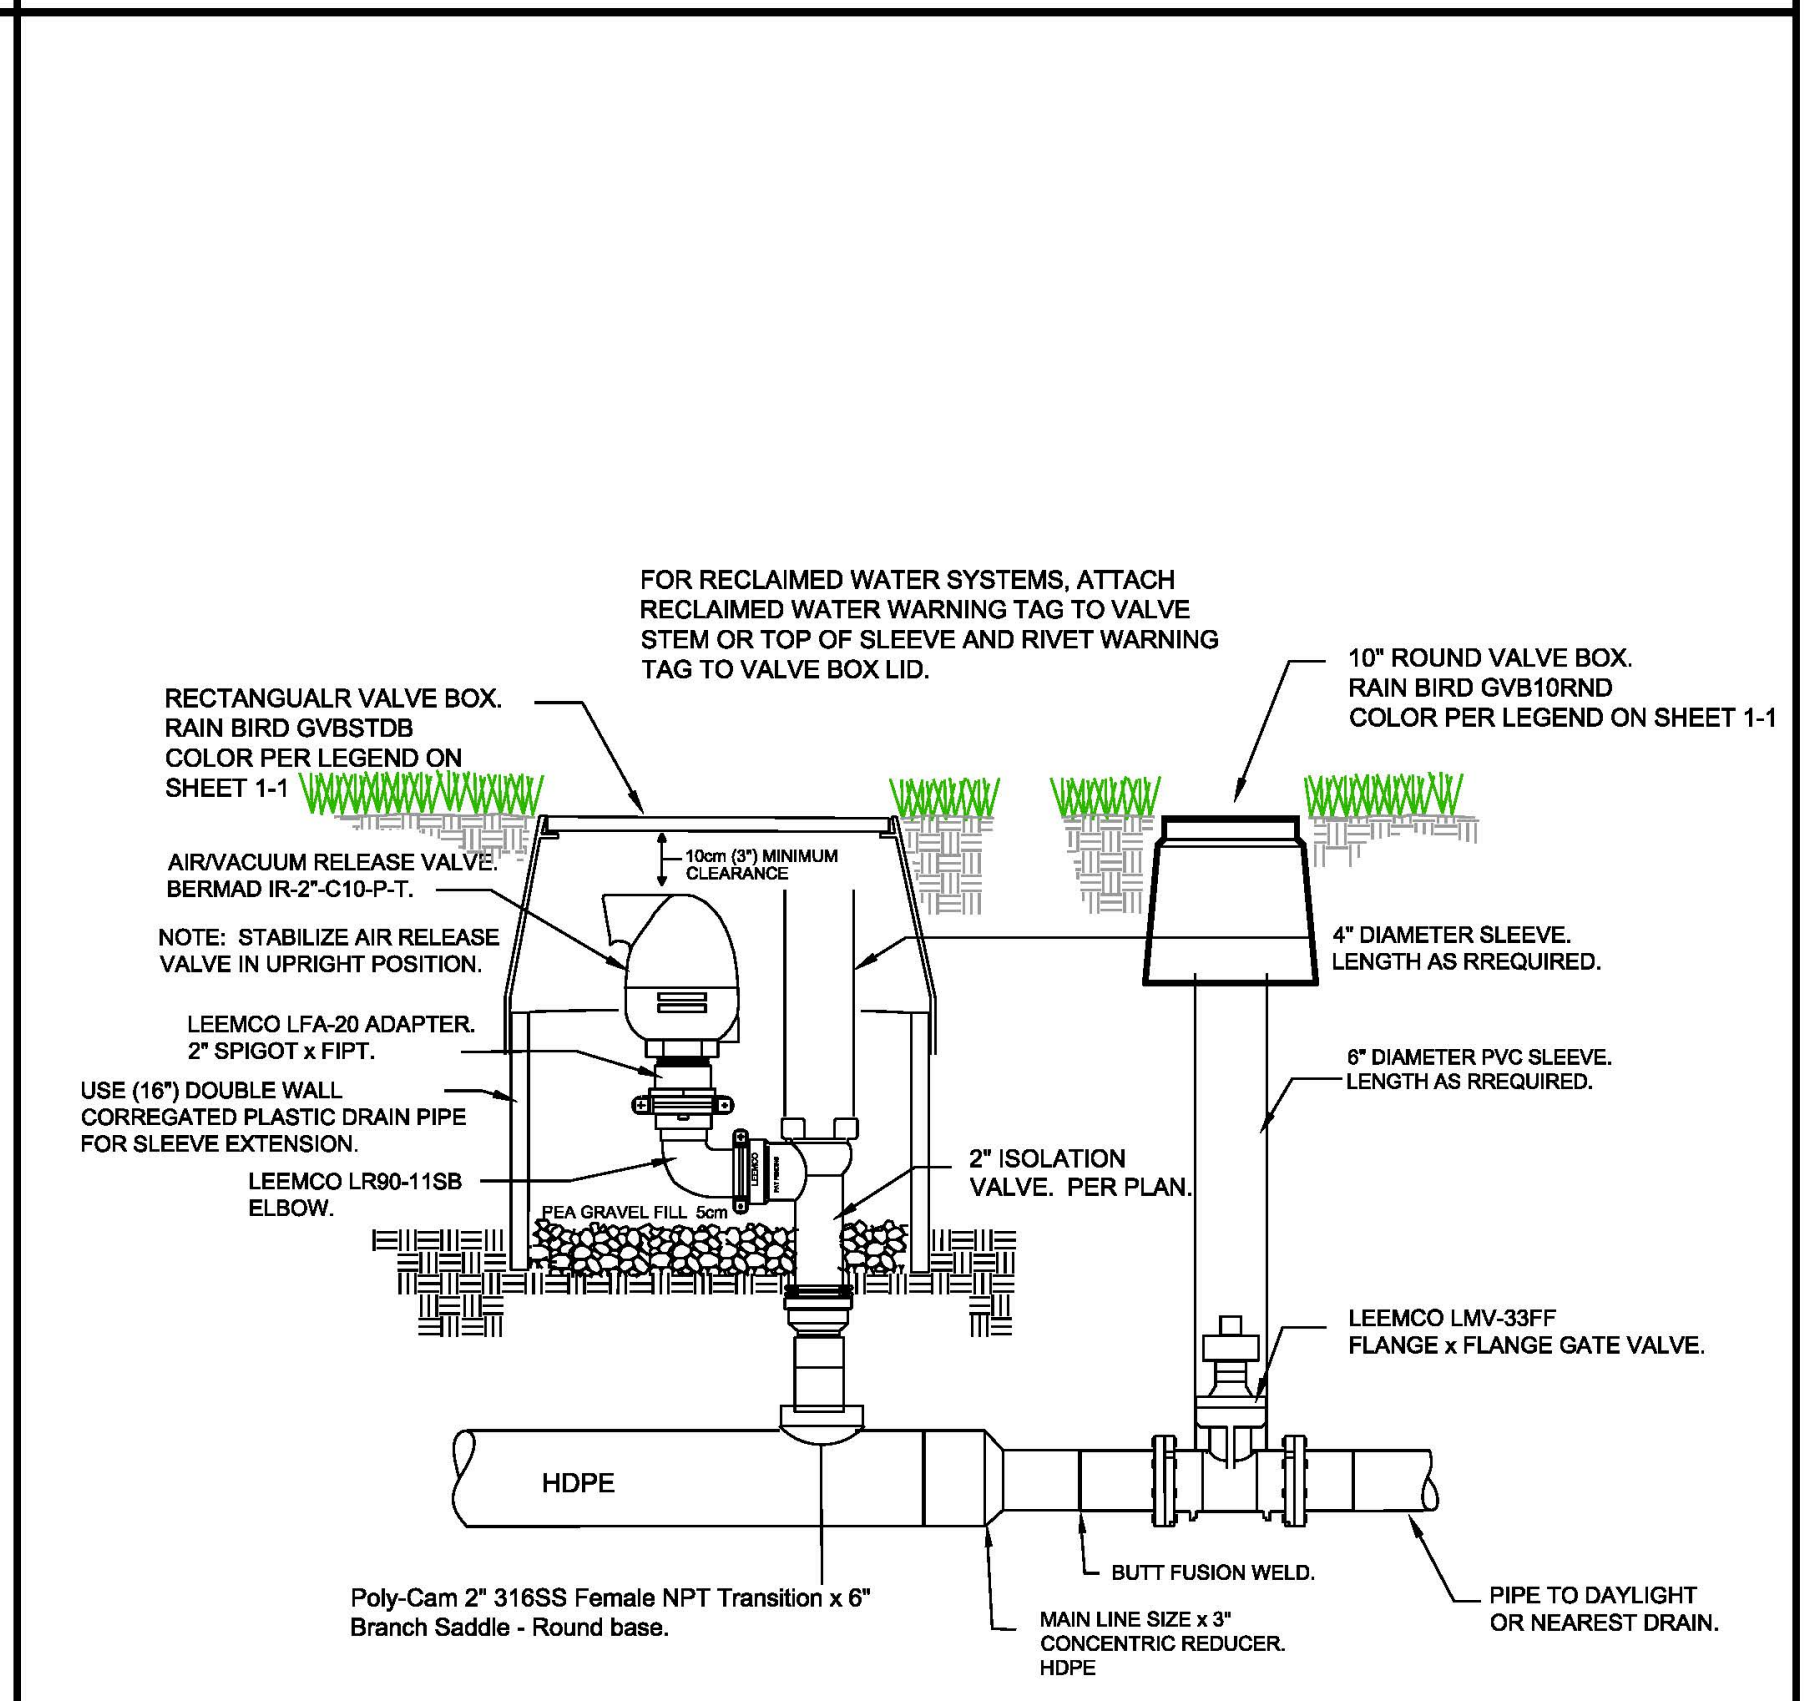 FOR RECLAIMED WATER SYSTEMS, ATTACH
RECLAIMED WATER WARNING TAG TO VALVE
STEM OR TOP OF SLEEVE AND RIVET WARNING
TAG TO VALVE BOX LID.
10" ROUND VALVE BOX.
RAIN BIRD GVB10RND
COLOR PER LEGEND ON SHEET 1-1
RECTANGUALR VALVE BOX.
RAIN BIRD GVBSTDB
COLOR PER LEGEND ON
SHEET 1-1
AIR/VACUUM RELEASE VALVE.
BERMAD IR-2"-C10-P-T.
10cm (3") MINIMUM
CLEARANCE
NOTE: STABILIZE AIR RELEASE
VALVE IN UPRIGHT POSITION.
4" DIAMETER SLEEVE.
LENGTH AS RREQUIRED.
LEEMCO LFA-20 ADAPTER.
2" SPIGOT x FIPT.
6" DIAMETER PVC SLEEVE.
LENGTH AS RREQUIRED.
USE (16") DOUBLE WALL
CORREGATED PLASTIC DRAIN PIPE
FOR SLEEVE EXTENSION.
LEEMCO LR90-11SB
ELBOW.
LEEMCO
2" ISOLATION
VALVE. PER PLAN.
PEA GRAVEL FILL 5cm
LEEMCO LMV-33FF
FLANGE x FLANGE GATE VALVE.
HDPE
Poly-Cam 2" 316SS Female NPT Transition x 6"
Branch Saddle - Round base.
BUTT FUSION WELD.
MAIN LINE SIZE x 3"
CONCENTRIC REDUCER.
HDPE
PIPE TO DAYLIGHT
OR NEAREST DRAIN.